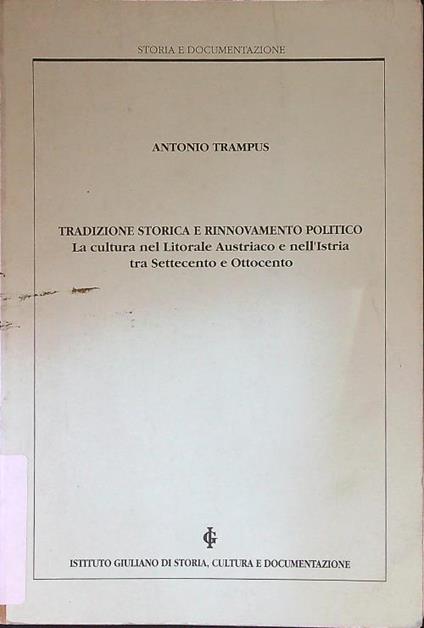 STORIA E DOCUMENTAZIONE
ANTONIO TRAMPUS
TRADIZIONE STORICA E RINNOVAMENTO POLITICO
La cultura nel Litorale Austriaco e nell'Istria
tra Settecento e Ottocento
ISTITUTO GIULIANO DI STORIA, CULTURA E DOCUMENTAZIONE